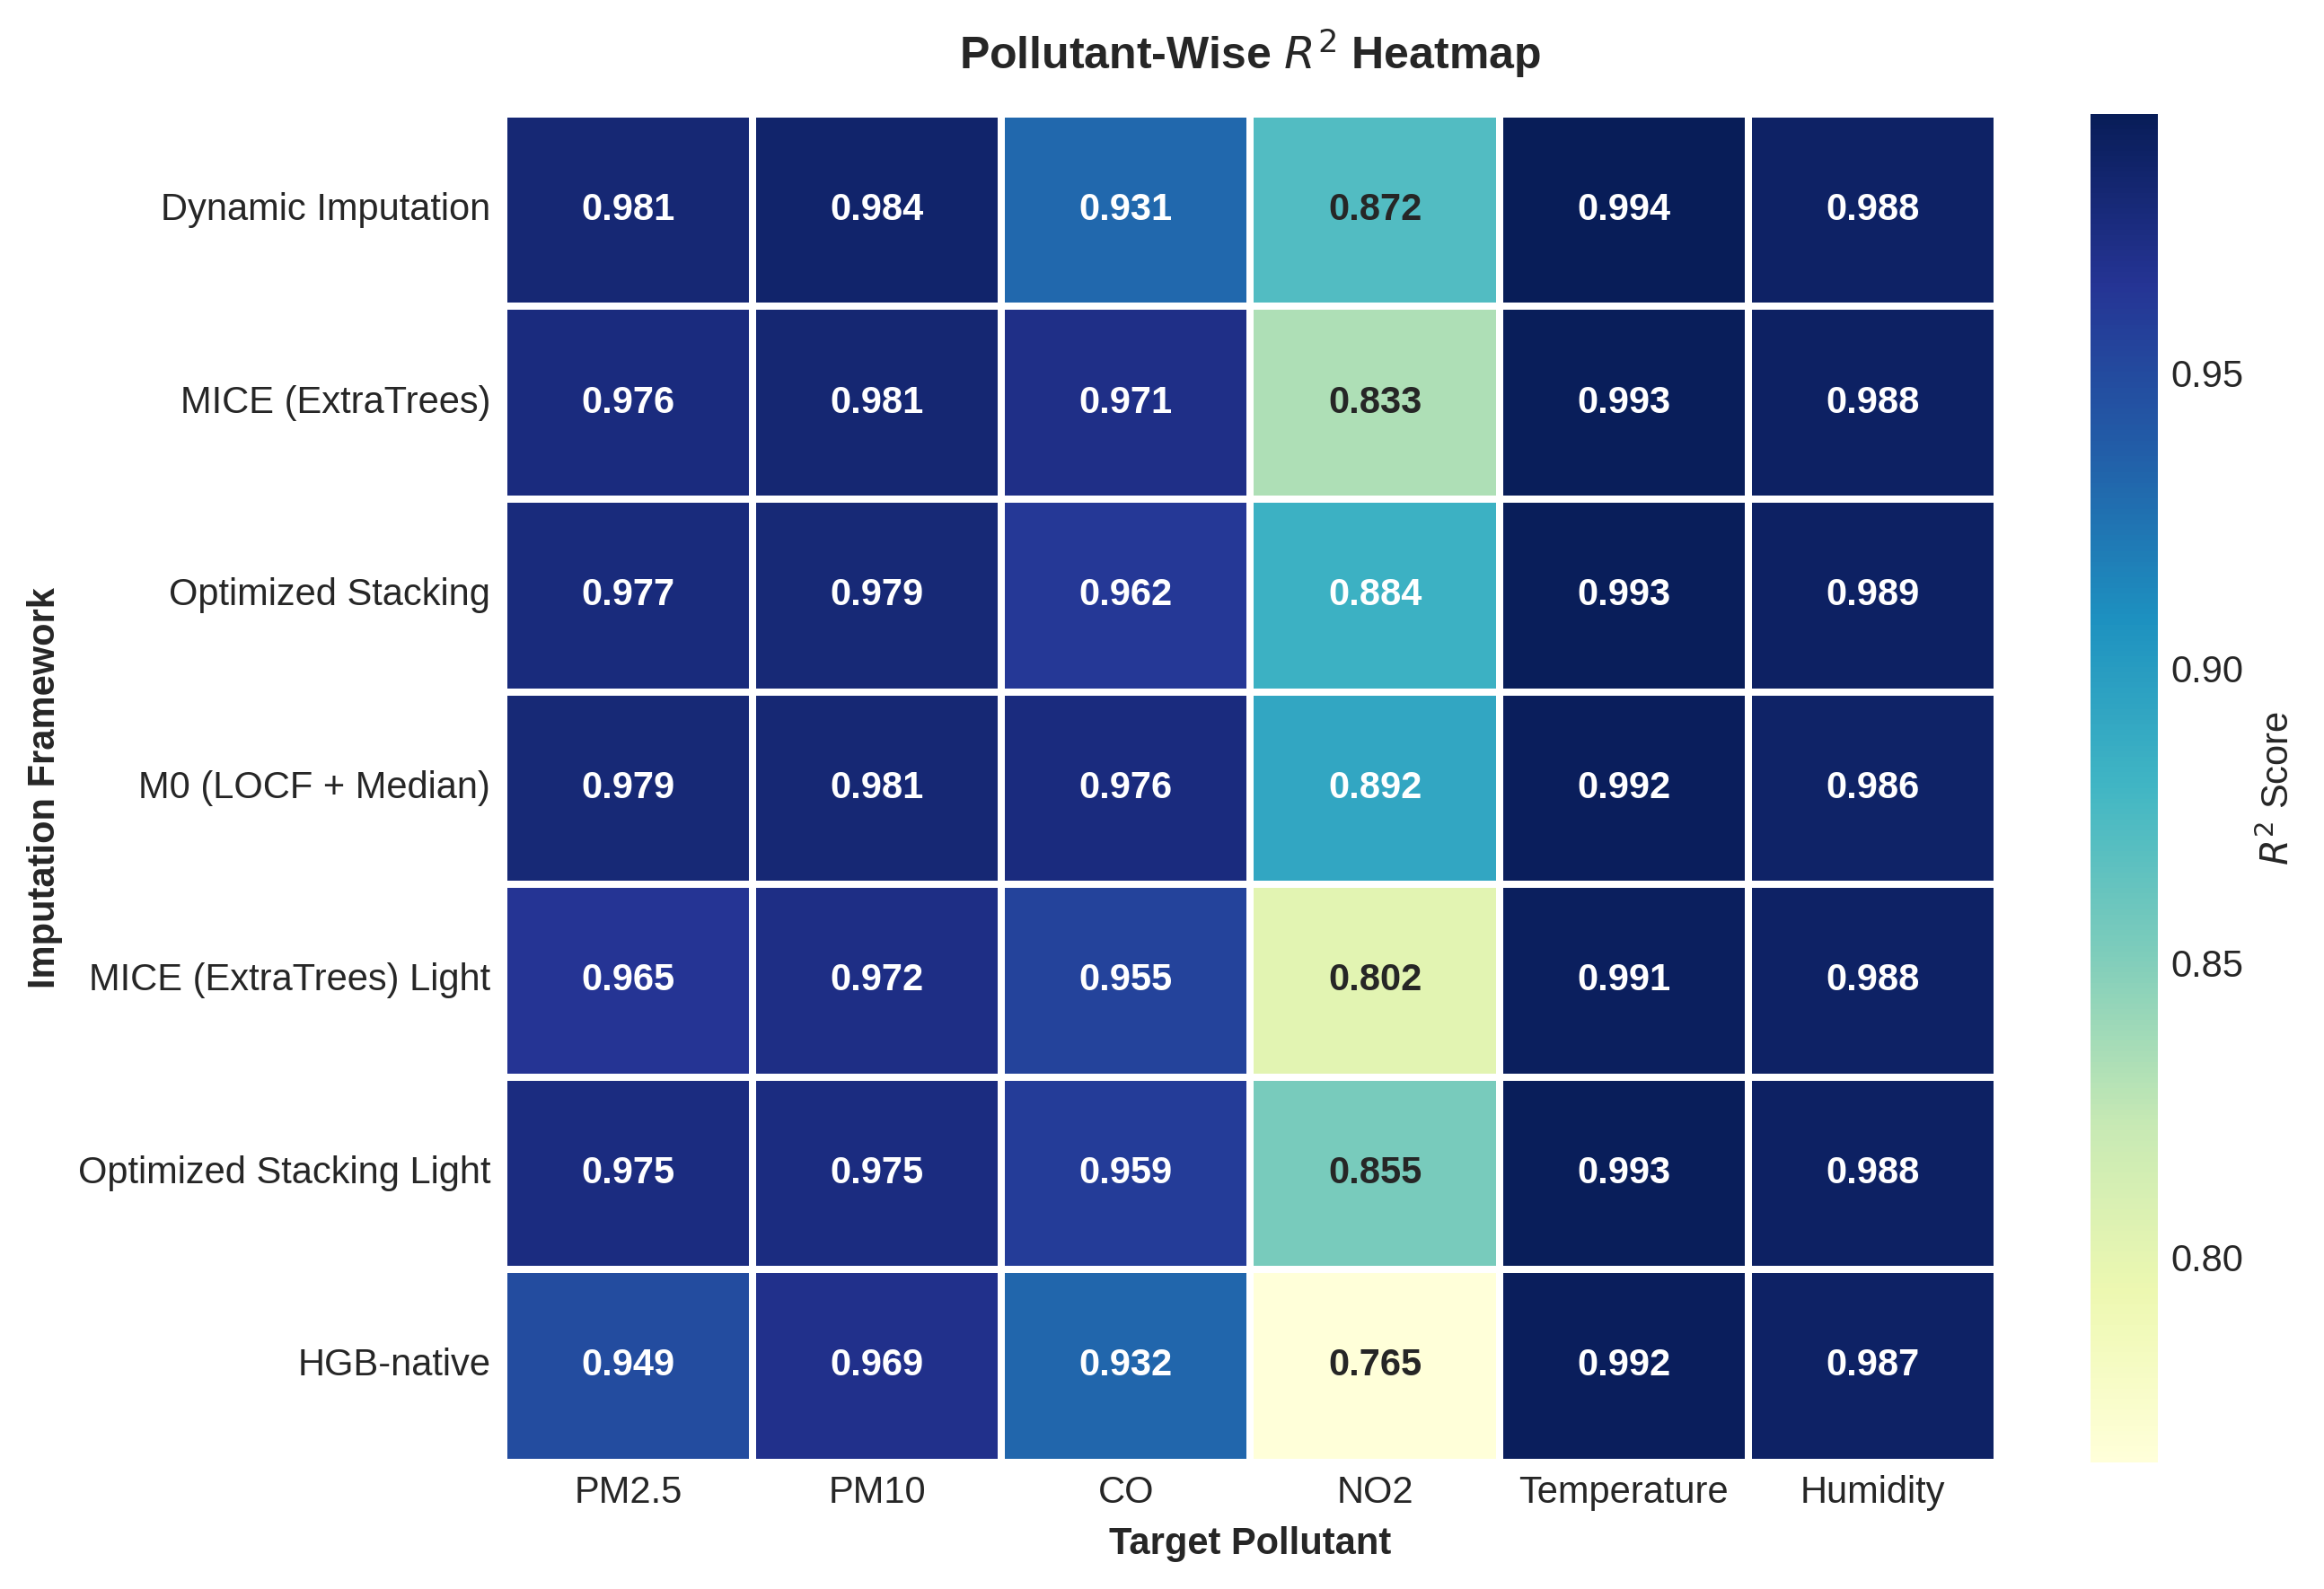 Pollutant-Wise R² Heatmap
Imputation Framework
Dynamic Imputation 0.981 0.984 0.931 0.872 0.994 0.988
MICE (ExtraTrees) 0.976 0.981 0.971 0.833 0.993 0.988
Optimized Stacking 0.977 0.979 0.962 0.884 0.993 0.989
M0 (LOCF + Median) 0.979 0.981 0.976 0.892 0.992 0.986
MICE (ExtraTrees) Light 0.965 0.972 0.955 0.802 0.991 0.988
Optimized Stacking Light 0.975 0.975 0.959 0.855 0.993 0.988
HGB-native 0.949 0.969 0.932 0.765 0.992 0.987
PM2.5 PM10 CO NO2 Temperature Humidity
Target Pollutant
0.95
0.90
0.85
0.80
R² Score